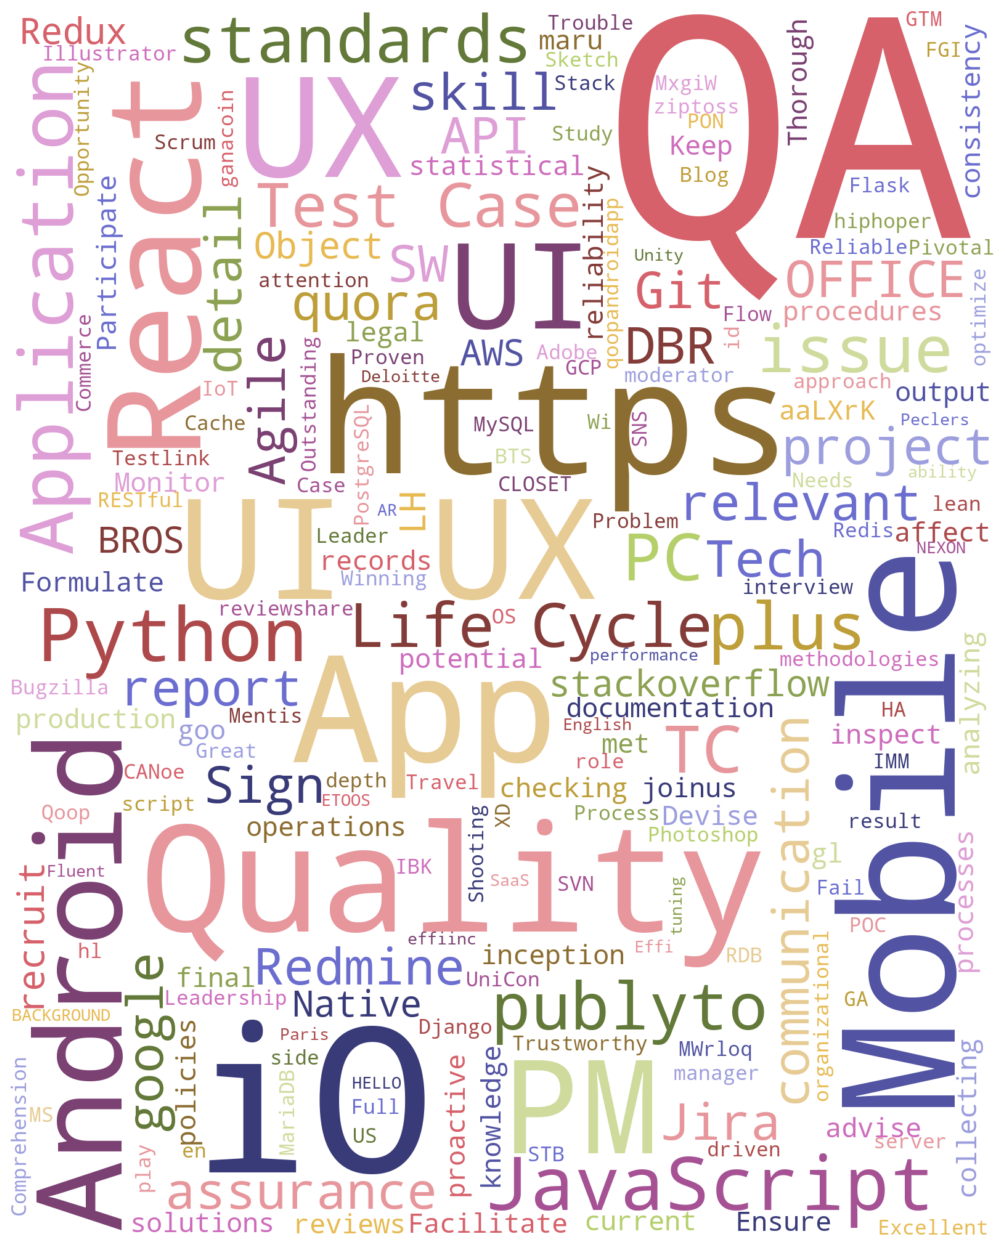 Redux
Illustrator
standards
Trouble
maru
Sketch
Stack
QA
GTM
FGI
Thorough
consistency
Application
Opportunity
React
Scrum
ganacoin
UX
skill
API
statistical
Study
MxgiW
ziptoss
PON
Keep
Blog
Flask
hiphoper
Reliable
Pivotal
Participate
detail
Test Case
Object
attention
SW
UI
reliability
qoopandroidapp
Unity
Git
Flow
id
OFFICE
procedures
optimize
Commerce
quora
legal
Proven
Deloitte
AWS
Adobe
GCP
DBR
moderator
issue
approach
output
aaLXrK
Peclers
IoT
Cache
Agile
Outstanding
https
MySQL
Wi
SNS
BTS
CLOSET
project
Needs
ability
Testlink
Monitor
RESTful
Case
PostgreSQL
AR
LH
BROS
UI UX
Leader
records
Winning
Problem
relevant
lean
Redis
affect
NEXON
PC
Tech
interview
Formulate
reviewshare
OS
Python
Life Cycle
plus
performance
potential
methodologies
Mobile
Bugzilla
report
production
Mentis
goo
Great
App
stackoverflow
documentation
English
met
role
TC
HA
inspect
analyzing
IMM
Android
CANoe
Sign
depth
ETOOS
Travel
checking
joinus
communication
Qoop
script
operations
Shooting
XD
Process
Devise
Photoshop
result
gl
Quality
IBK
SaaS
SVN
tuning
Fail
POC
processes
recruit
Fluent
hl
effiinc
Effi
RDB
inception
UniCon
Redmine
final
google
Leadership
Native
BACKGROUND
publyto
organizational
GA
Paris
Django
Trustworthy
MWrloq
manager
policies
side
iO
HELLO
Full
US
MariaDB
proactive
knowledge
PM
STB
Jira
driven
advise
server
collecting
Comprehension
MS
play
en
assurance
JavaScript
solutions
reviews
Facilitate
current
Ensure
Excellent